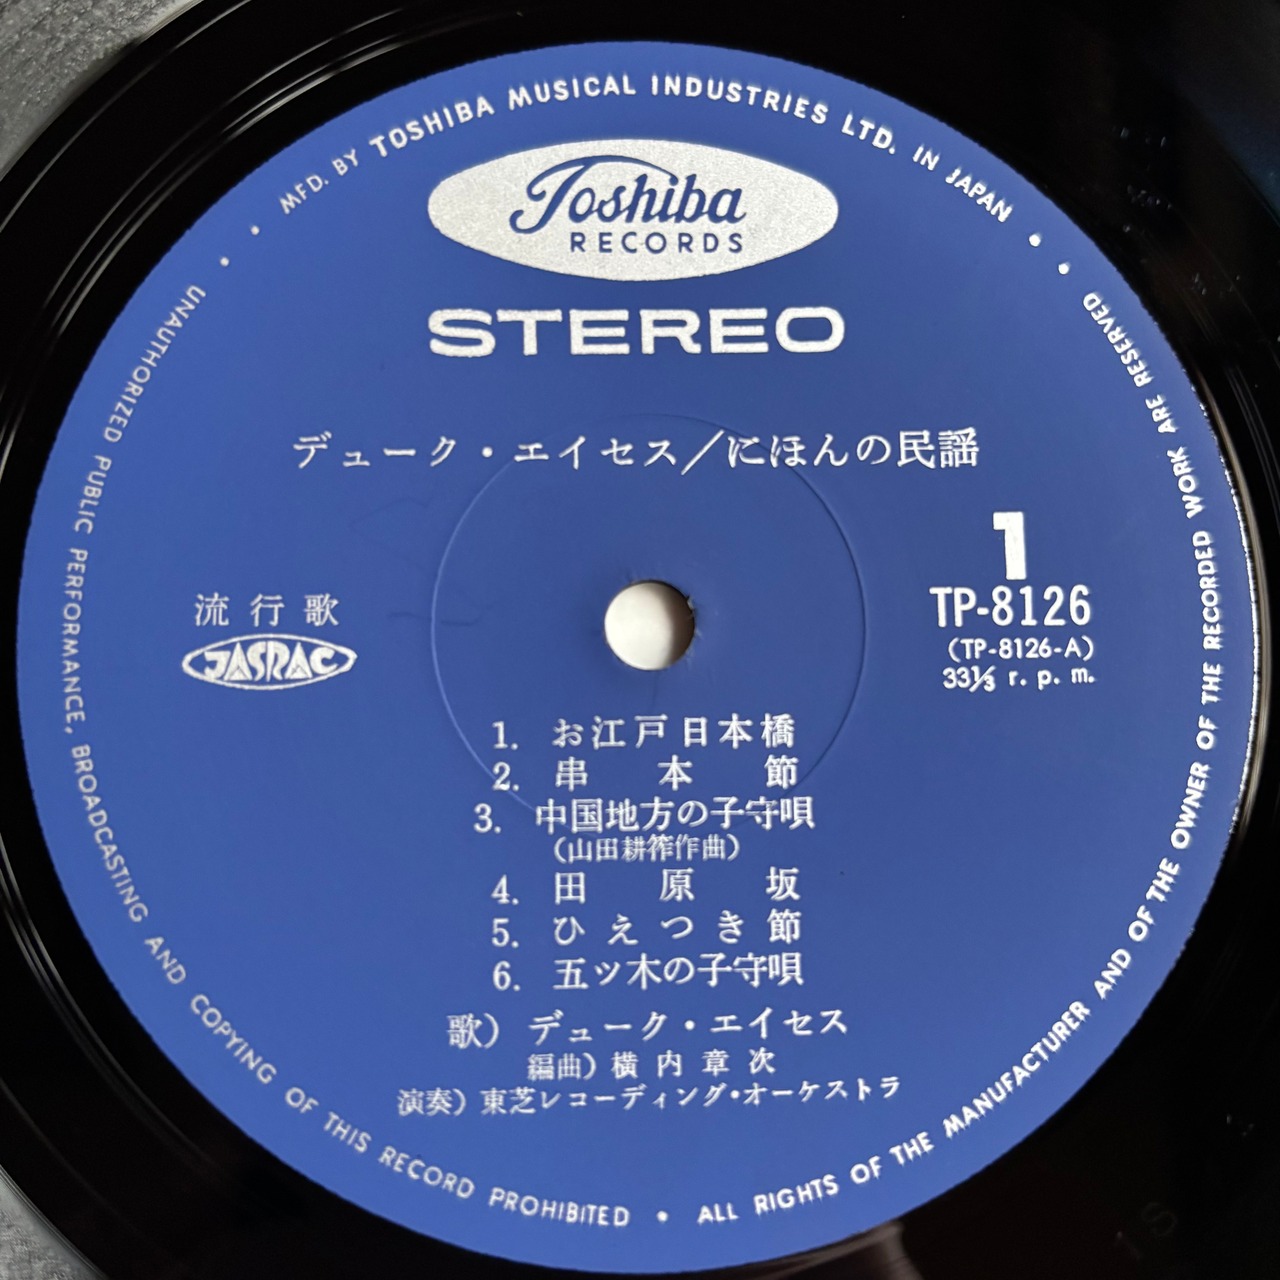 MFD. BY TOSHIBA MUSICAL INDUSTRIES LTD. IN JAPAN
Toshiba
RECORDS
STEREO
デューク・エイセス／にほんの民謡
1
TP-8126
(TP-8126-A)
33⅓ r. p. m.
流行歌
JASRAC
1. お江戸日本橋
2. 串本節
3. 中国地方の子守唄
(山田耕筰作曲)
4. 田原坂
5. ひえつき節
6. 五ッ木の子守唄
歌) デューク・エイセス
編曲) 横内章次
演奏) 東芝レコーディング・オーケストラ
UNAUTHORIZED PUBLIC PERFORMANCE, BROADCASTING AND COPYING OF THIS RECORD PROHIBITED • ALL RIGHTS OF THE MANUFACTURER AND OF THE OWNER OF THE RECORDED WORK ARE RESERVED